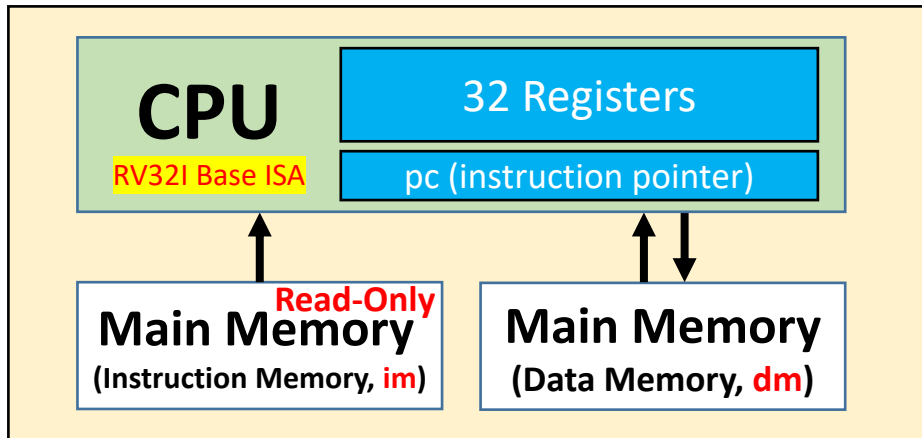 CPU
RV32I Base ISA
32 Registers
pc (instruction pointer)
Read-Only
Main Memory
(Instruction Memory, im)
Main Memory
(Data Memory, dm)